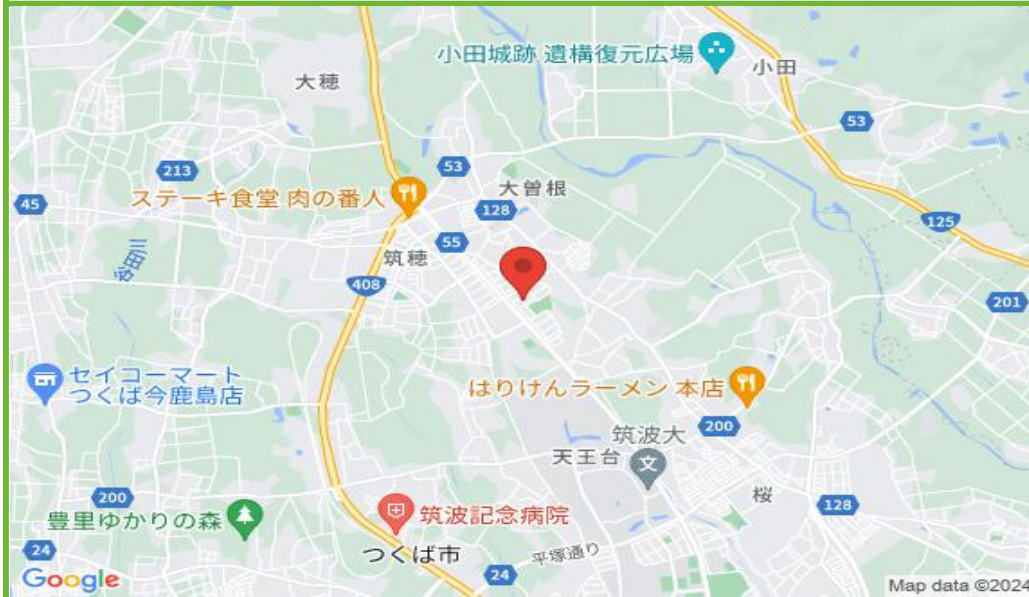 小田城跡 遺構復元広場
小田
大穂
53
213
53
ステーキ食堂 肉の番人
大曽根
45
128
125
55
筑穂
408
201
セイコーマート
つくば今鹿島店
はりけんラーメン 本店
200
筑波大
天王台
桜
200
128
豊里ゆかりの森
筑波記念病院
24
つくば市
平塚通り
24
Google
Map data ©2024